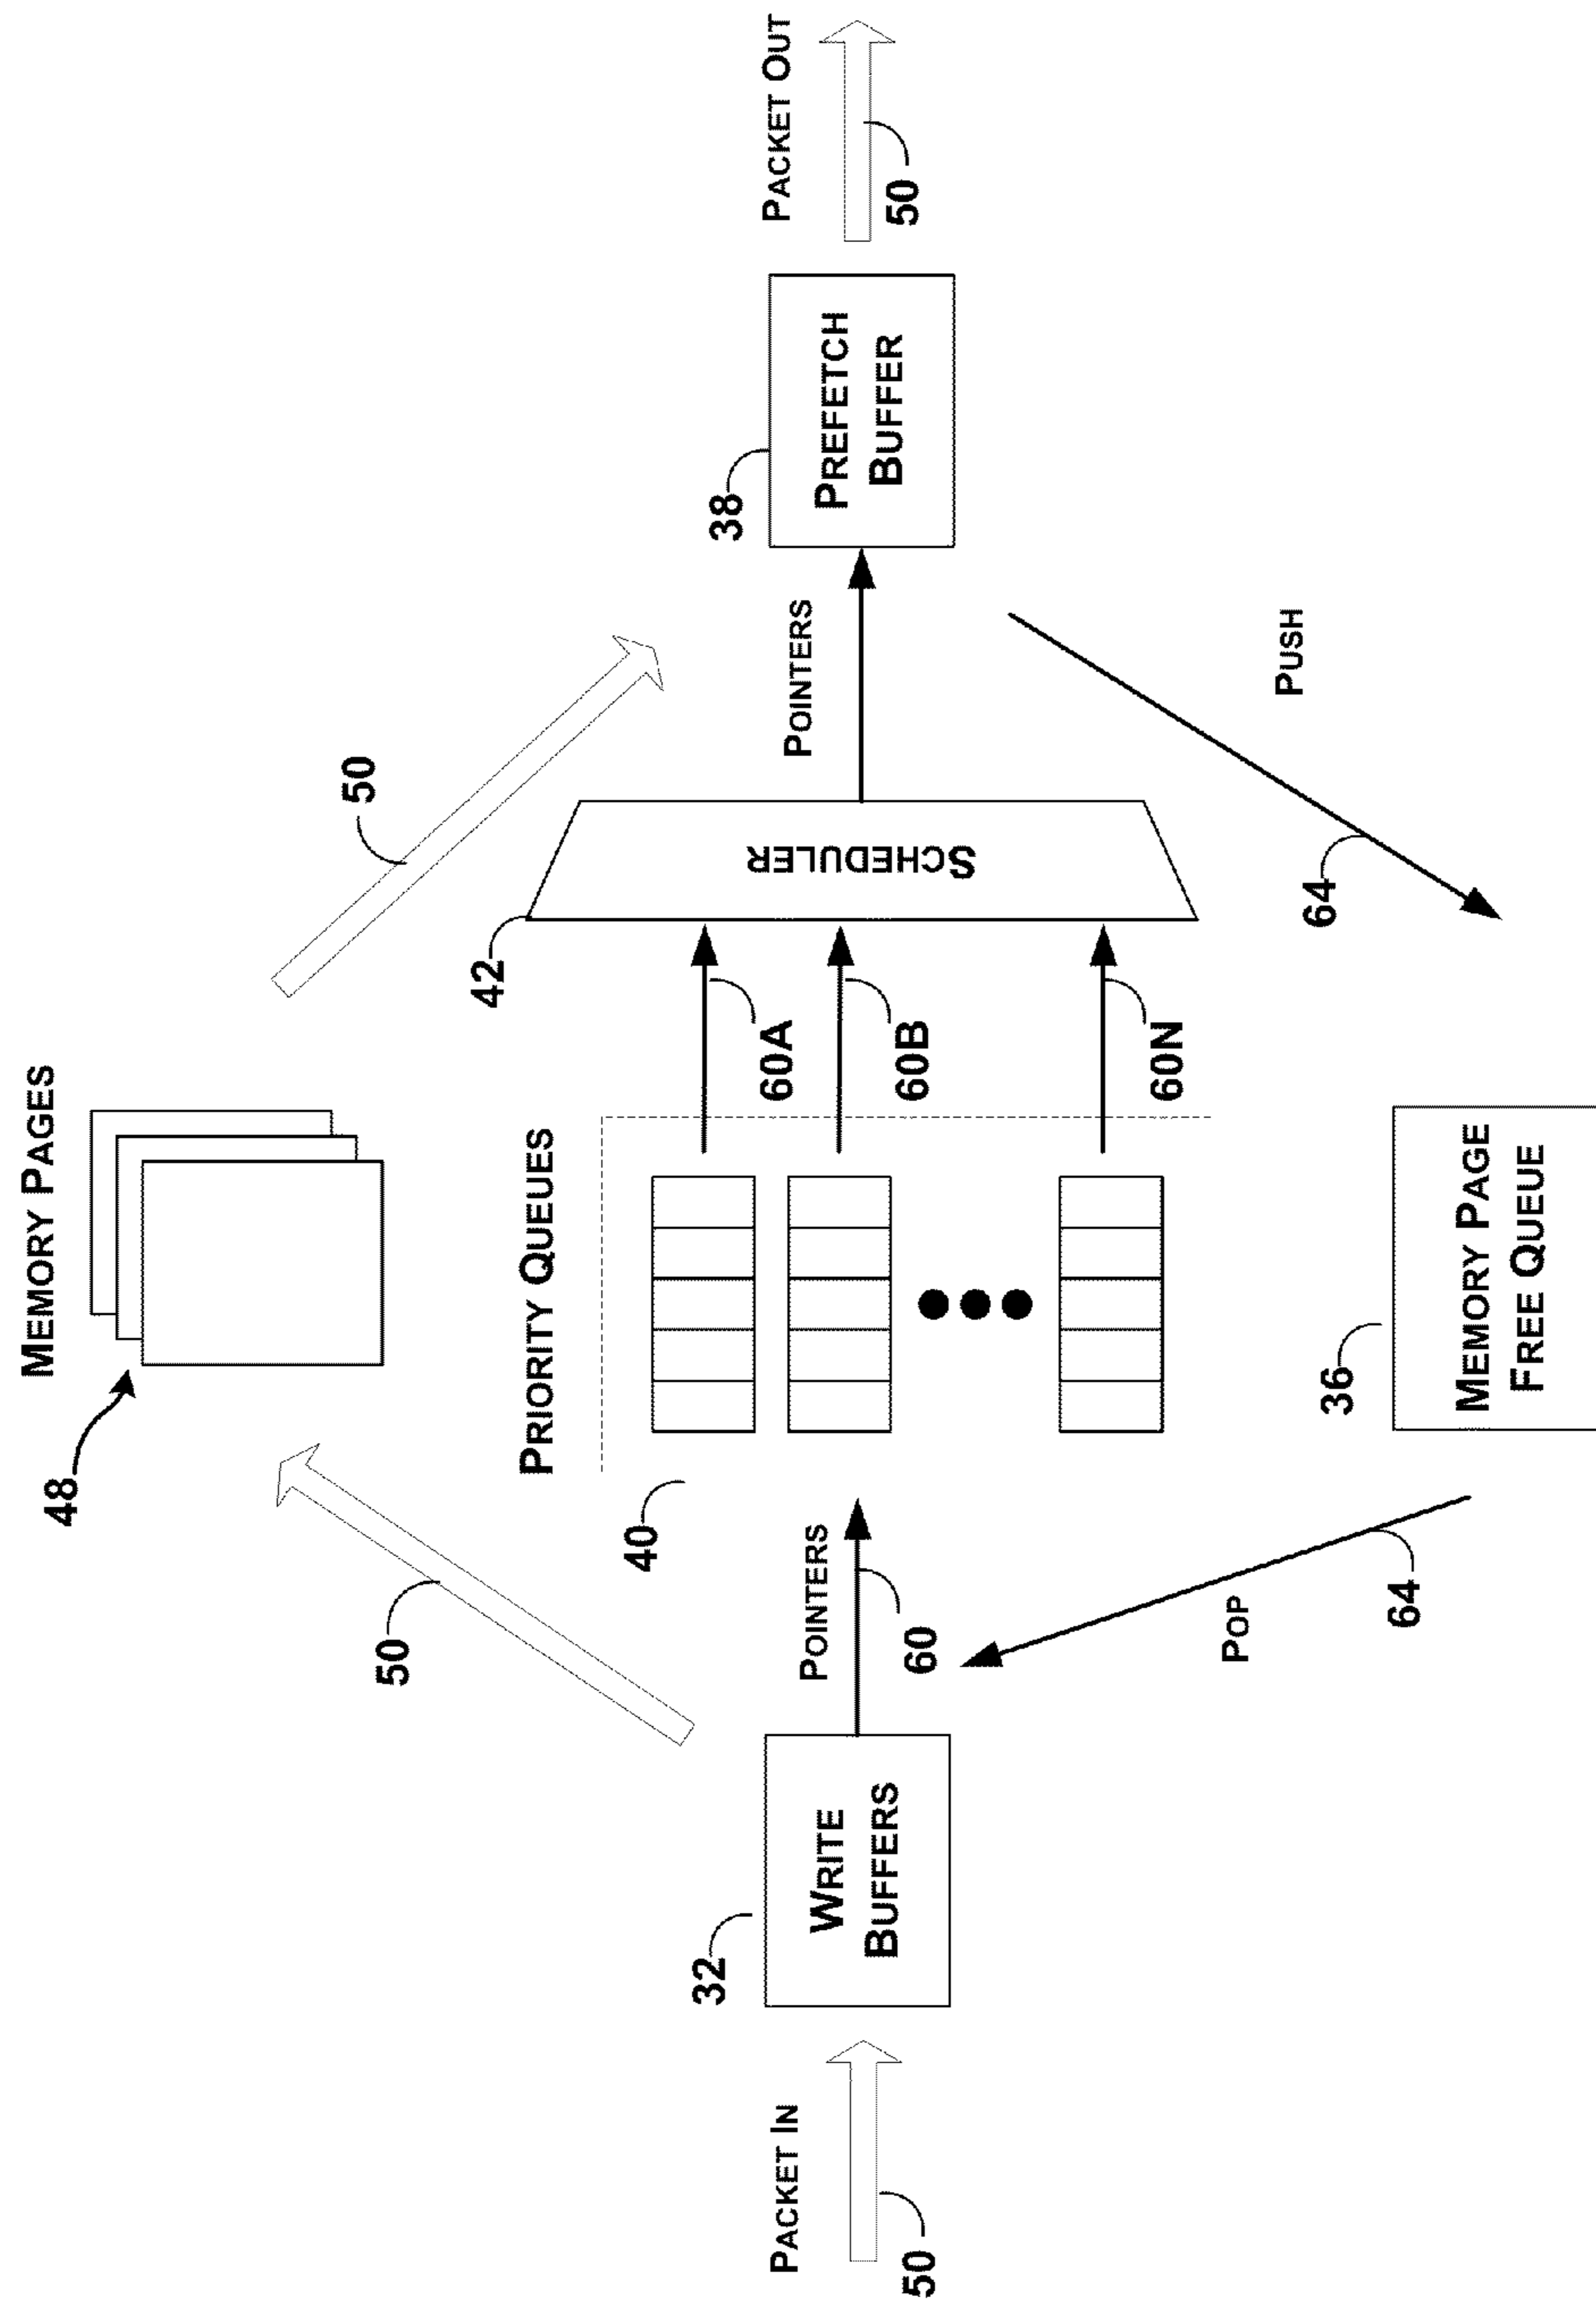 MEMORY PAGES
48
50
50
PRIORITY QUEUES
40
42
PACKET IN
50
32
WRITE
BUFFERS
POINTERS
60
60A
60B
60N
SCHEDULER
POINTERS
38
PREFETCH
BUFFER
PACKET OUT
50
POP
64
36
MEMORY PAGE
FREE QUEUE
64
PUSH